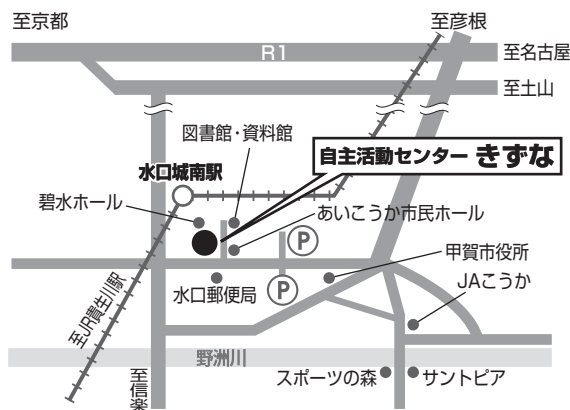 至京都
至彦根
R1
至名古屋
至土山
図書館・資料館
自主活動センター きずな
水口城南駅
碧水ホール
あいこうか市民ホール
P
甲賀市役所
JAこうか
水口郵便局
P
至JR貴生川駅
野洲川
至信楽
スポーツの森
サントピア